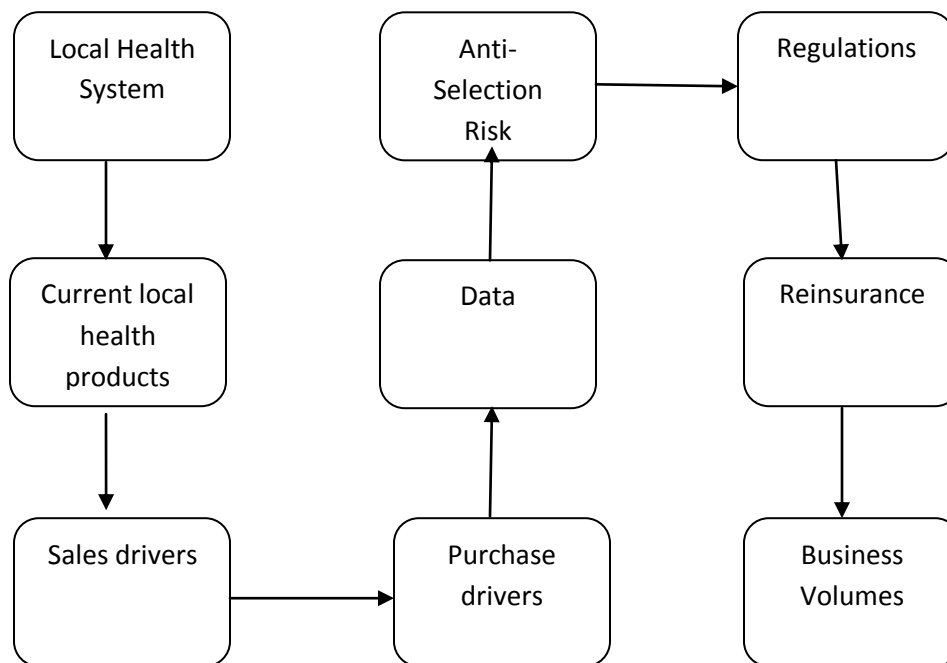 Local Health
System
Current local
health
products
Sales drivers
Purchase
drivers
Data
Anti-
Selection
Risk
Regulations
Reinsurance
Business
Volumes